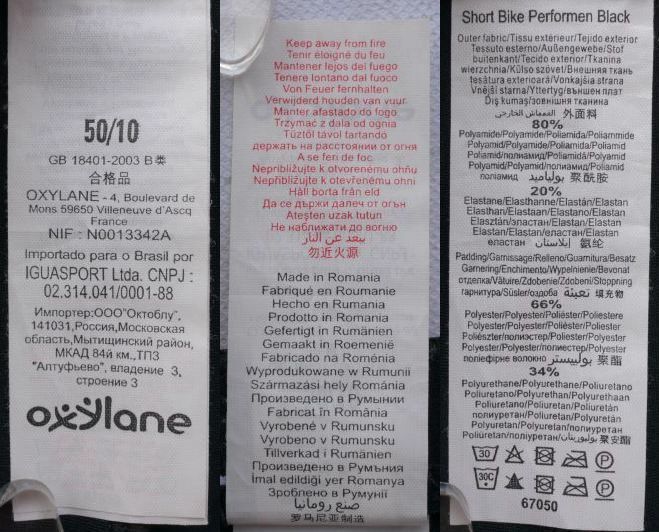 50/10
GB 18401-2003 B类
合格品
OXYLANE - 4, Boulevard de
Mons 59650 Villeneuve d'Ascq
France
NIF : N0013342A
Importado para o Brasil por
IGUASPORT Ltda. CNPJ :
02.314.041/0001-88
Импортер:ООО"Октоблу",
141031,Россия,Московская
область,Мытищинский район,
МКАД 84й км.,ТПЗ
"Алтуфьево", владение 3,
строение 3
oxylane
Keep away from fire
Tenir éloigné du feu
Mantener lejos del fuego
Tenere lontano dal fuoco
Von Feuer fernhalten
Verwijderd houden van vuur
Manter afastado do fogo
Trzymać z dala od ognia
Tűztől távol tartandó
держать на расстоянии от огня
A se feri de foc
Nepribližujte k otvorenému ohňu
Nepřibližujte k otevřenému ohni
Håll borta från eld
Да се държи далеч от огън
Ateşten uzak tutun
Не наближати до вогню
يبعد عن النار
勿近火源
Made in Romania
Fabriqué en Roumanie
Hecho en Rumania
Prodotto in Romania
Gefertigt in Rumänien
Gemaakt in Roemenië
Fabricado na Roménia
Wyprodukowane w Rumunii
Származási hely Románia
Произведено в Румынии
Fabricat în România
Vyrobené v Rumunsku
Vyrobeno v Rumunsku
Tillverkad i Rumänien
Произведено в Румъния
İmal edildiği yer Romanya
Зроблено в Румунії
صنع رومانيا
罗马尼亚制造
Short Bike Performen Black
Outer fabric/Tissu extérieur/Tejido exterior
Tessuto esterno/Außengewebe/Stof
buitenkant/Tecido exterior/Tkanina
wierzchnia/Külso szövet/Внешняя ткань
tesătura exterioară/Vonkajšia strana
Vnější starna/Yttertyg/външен плат
Dış kumaş/зовнішня тканина
القماش الخارجي 外面料
80%
Polyamide/Polyamide/Poliamida/Poliammide
Polyamid/Polyamide/Poliamida/Poliamid
Poliamid/полиамид/Poliamidă/Polyamid
Polyamid/Polyamid/полиамид/Polyamid
поліамид بولياميد 聚酰胺
20%
Elastane/Elasthanne/Elastán/Elastan
Elasthan/Elastaan/Elastano/Elastan
Elasztán/эластан/Elastan/Elastan
Elastan/Elastan/еластан/Elastan
еластан إيلاستان 氨纶
Padding/Garnissage/Relleno/Guarnitura/Besatz
Garnering/Enchimento/Wypełnienie/Bevonat
отделка/Vătuire/Zdobenie/Zdobení/Stoppning
гарнитура/Süsler/оздоба تعبئة 填充物
66%
Polyester/Polyester/Poliéster/Poliestere
Polyester/Polyester/Poliéster/Poliester
Poliészter/полиэстер/Poliester/Polyester
Polyester/Polyester/полиестер/Polyester
поліефірне волокно بوليستر 聚酯
34%
Polyurethane/Polyuréthane/Poliuretano
Poliuretano/Polyurethan/Polyurethaan
Poliuretano/Poliuretan/Poliuretán
полиуретан/Poliuretan/Polyuretán
Polyuretan/Polyuretan/полиуретан
Poliüretan/поліуретан/بوليوريتان 聚安酯
30
P
30C
P
67050